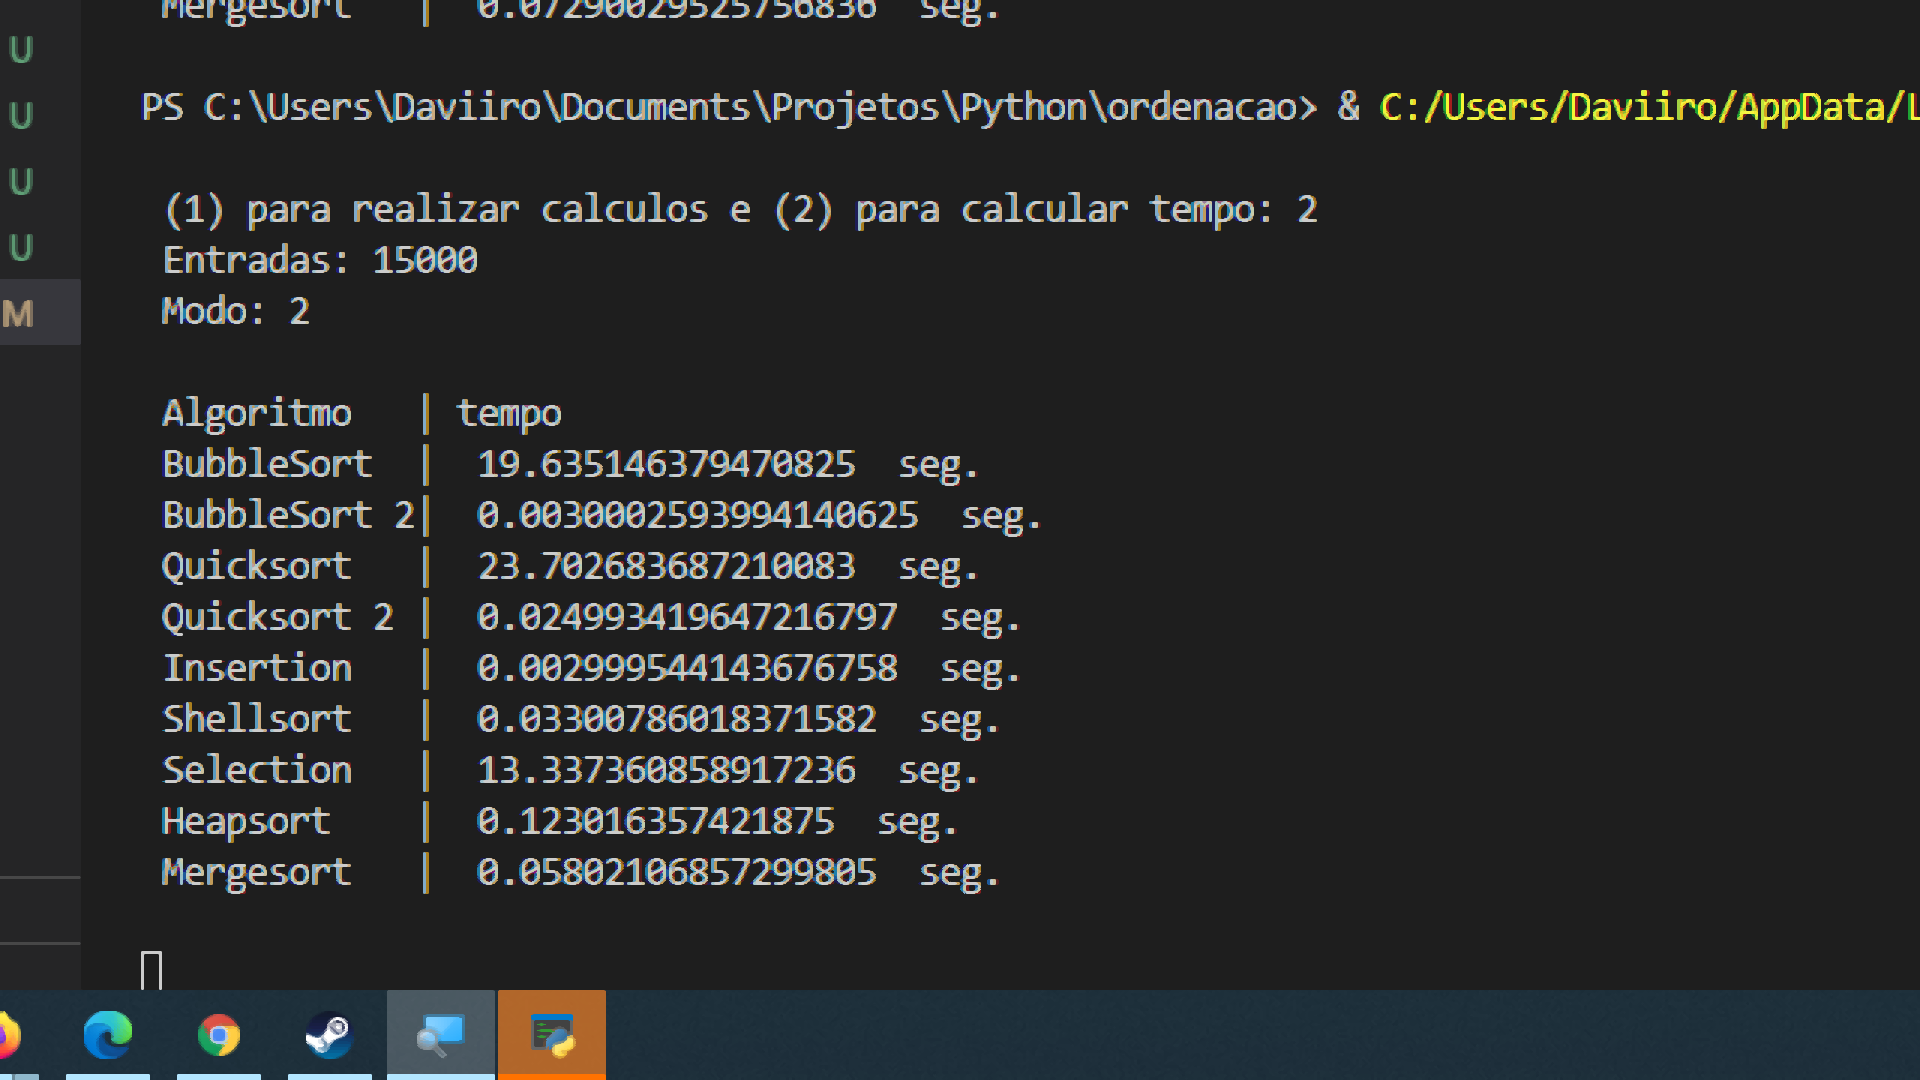 Mergesort | 0.07290029525756836 seg.
U
PS C:\Users\Daviiro\Documents\Projetos\Python\ordenacao> & C:/Users/Daviiro/AppData/L
U
U
(1) para realizar calculos e (2) para calcular tempo: 2
U
Entradas: 15000
M
Modo: 2
Algoritmo | tempo
BubbleSort | 19.635146379470825 seg.
BubbleSort 2| 0.0030002593994140625 seg.
Quicksort | 23.702683687210083 seg.
Quicksort 2 | 0.024993419647216797 seg.
Insertion | 0.002999544143676758 seg.
Shellsort | 0.03300786018371582 seg.
Selection | 13.337360858917236 seg.
Heapsort | 0.123016357421875 seg.
Mergesort | 0.058021068572998805 seg.